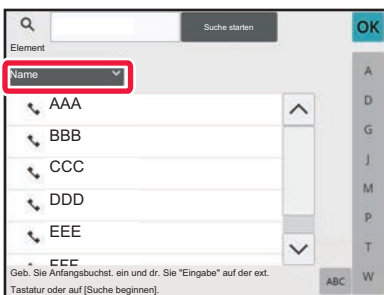 Suche starten
OK
Element
Name
AAA
BBB
CCC
DDD
EEE
FFF
Geb. Sie Anfangsbuchst. ein und dr. Sie "Eingabe" auf der ext.
Tastatur oder auf [Suche beginnen].
A
D
G
J
M
P
T
W
ABC